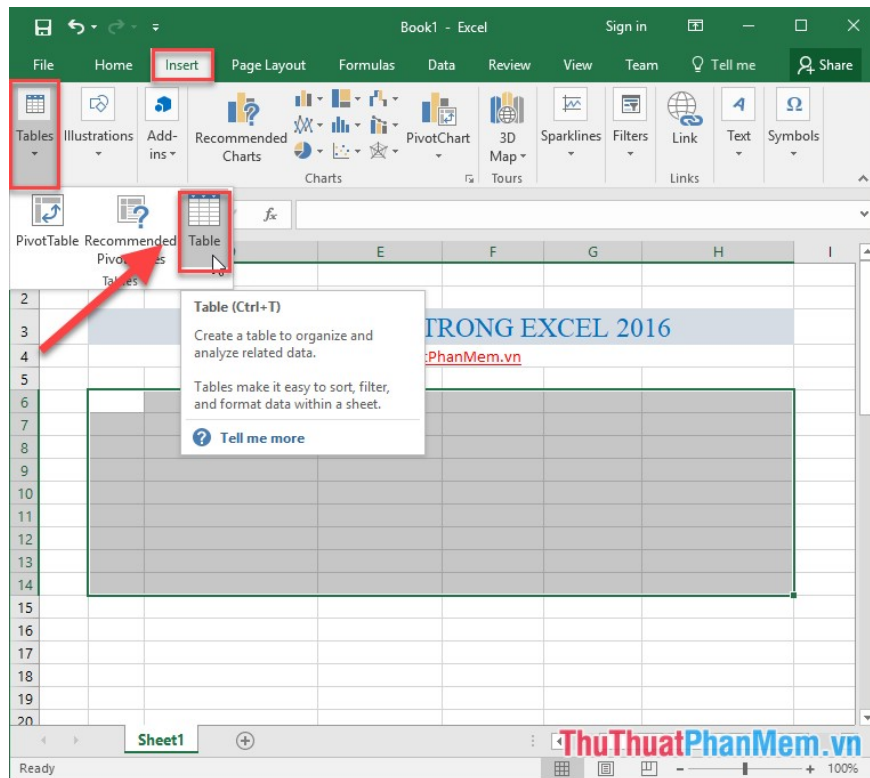 Book1 - Excel
Sign in
File Home Insert Page Layout Formulas Data Review View Team Tell me Share
Tables Illustrations Add-ins Recommended Charts PivotChart 3D Map Sparklines Filters Link Text Symbols
Charts Tours Links
fx
PivotTable Recommended Table
Tables
E F G H I
Table (Ctrl+T)
Create a table to organize and
analyze related data.
Tables make it easy to sort, filter,
and format data within a sheet.
Tell me more
2
3 TRONG EXCEL 2016
4 tPhanMem.vn
5
6
7
8
9
10
11
12
13
14
15
16
17
18
19
20
Sheet1
ThuThuatPhanMem.vn
Ready 100%